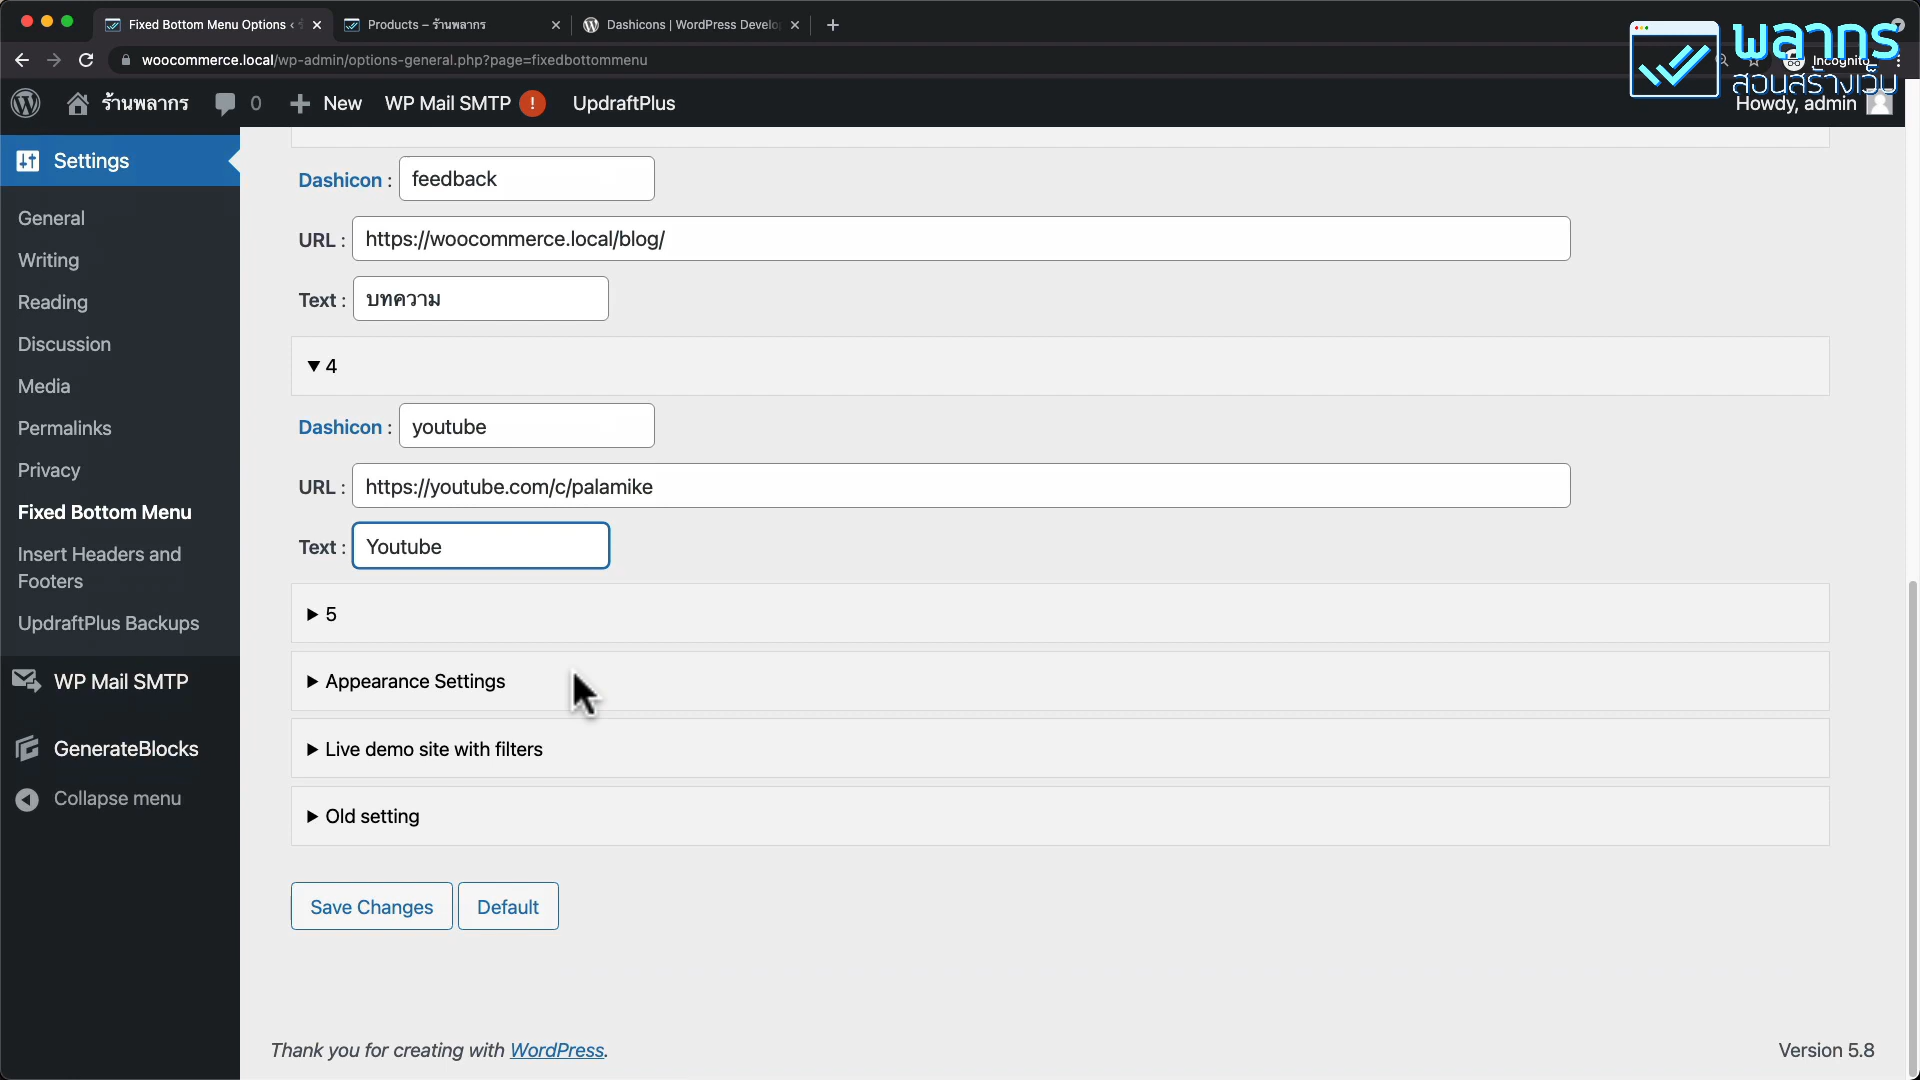 Fixed Bottom Menu Options ‹ ร้
Products – ร้านพลากร
Dashicons | WordPress Develo
woocommerce.local/wp-admin/options-general.php?page=fixedbottommenu
Incognito
พลากร
สอนสร้างเว็บ
ร้านพลากร
0
New
WP Mail SMTP
!
UpdraftPlus
Howdy, admin
Settings
General
Writing
Reading
Discussion
Media
Permalinks
Privacy
Fixed Bottom Menu
Insert Headers and
Footers
UpdraftPlus Backups
WP Mail SMTP
GenerateBlocks
Collapse menu
Dashicon : feedback
URL : https://woocommerce.local/blog/
Text : บทความ
▼ 4
Dashicon : youtube
URL : https://youtube.com/c/palamike
Text : Youtube
▶ 5
▶ Appearance Settings
▶ Live demo site with filters
▶ Old setting
Save Changes
Default
Thank you for creating with WordPress.
Version 5.8